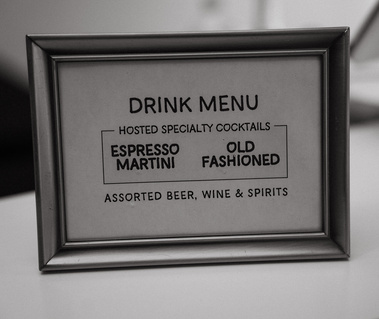 DRINK MENU
HOSTED SPECIALTY COCKTAILS
ESPRESSO MARTINI
OLD FASHIONED
ASSORTED BEER, WINE & SPIRITS